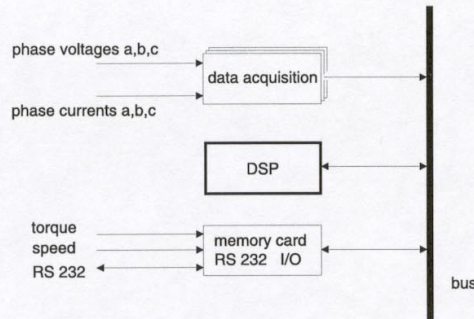 phase voltages a,b,c
data acquisition
phase currents a,b,c
DSP
torque
speed
RS 232
memory card
RS 232 I/O
bus